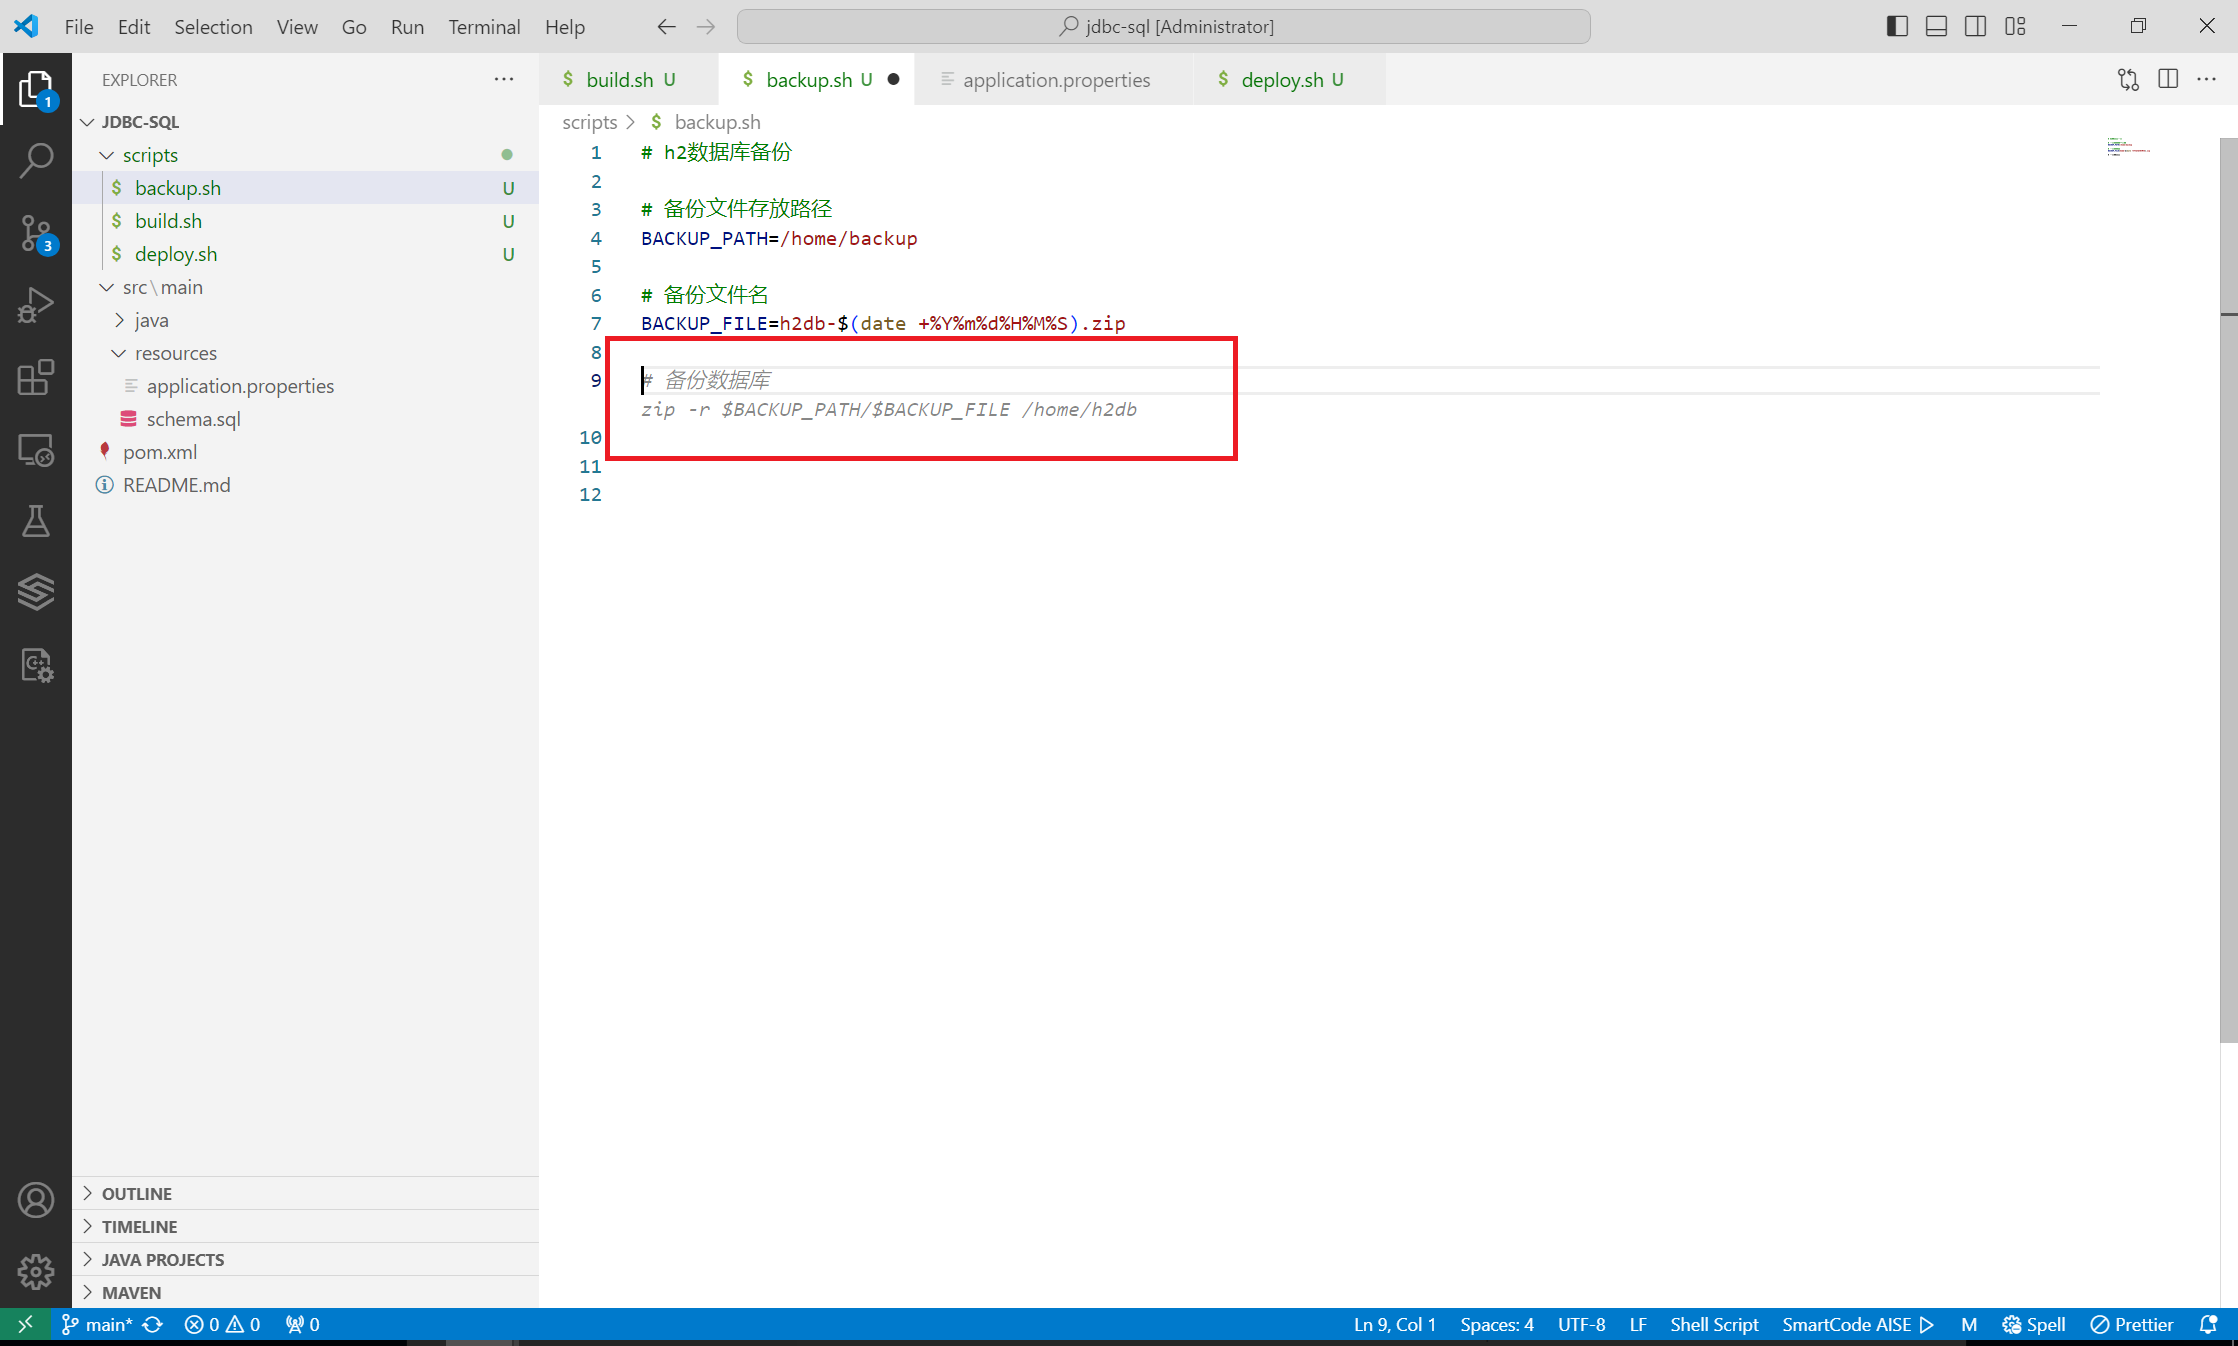 File Edit Selection View Go Run Terminal Help
jdbc-sql [Administrator]
EXPLORER
JDBC-SQL
scripts
backup.sh U
build.sh U
deploy.sh U
src\main
java
resources
application.properties
schema.sql
pom.xml
README.md
OUTLINE
TIMELINE
JAVA PROJECTS
MAVEN
1
3
build.sh U
backup.sh U
application.properties
deploy.sh U
scripts > $ backup.sh
1 # h2数据库备份
2
3 # 备份文件存放路径
4 BACKUP_PATH=/home/backup
5
6 # 备份文件名
7 BACKUP_FILE=h2db-$(date +%Y%m%d%H%M%S).zip
8
9 # 备份数据库
zip -r $BACKUP_PATH/$BACKUP_FILE /home/h2db
10
11
12
main* 0 0 0
Ln 9, Col 1 Spaces: 4 UTF-8 LF Shell Script SmartCode AISE M Spell Prettier